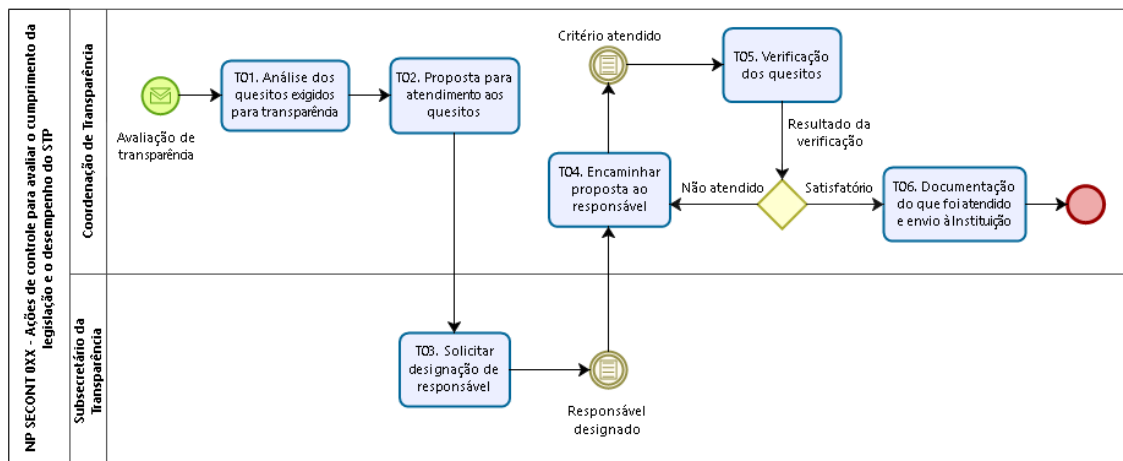 NP SECONT 0XX - Ações de controle para avaliar o cumprimento da
legislação e o desempenho do STP
Coordenação de Transparência
Avaliação de
transparência
T01. Análise dos
quesitos exigidos
para transparência
T02. Proposta para
atendimento aos
quesitos
Critério atendido
T05. Verificação
dos quesitos
Resultado da
verificação
T04. Encaminhar
proposta ao
responsável
Não atendido
Satisfatório
T06. Documentação
do que foi atendido
e envio à Instituição
Subsecretário da
Transparência
T03. Solicitar
designação de
responsável
Responsável
designado